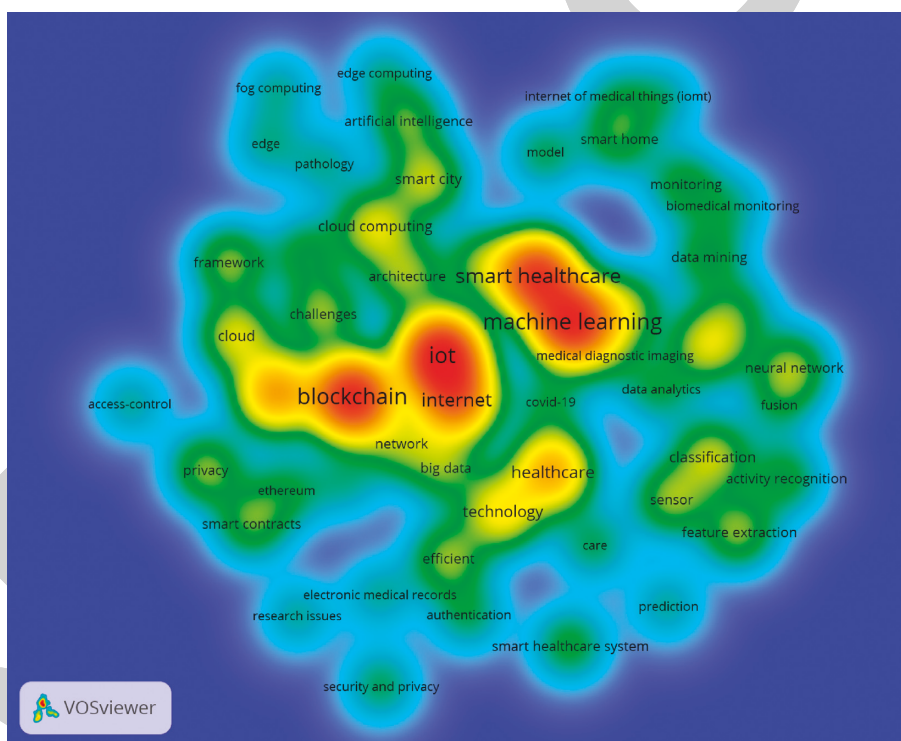 edge computing
fog computing
internet of medical things (iomt)
artificial intelligence
smart home
edge
model
pathology
smart city
monitoring
biomedical monitoring
cloud computing
data mining
framework
architecture
smart healthcare
challenges
machine learning
cloud
iot
medical diagnostic imaging
neural network
data analytics
blockchain
internet
covid-19
access-control
fusion
network
classification
privacy
big data
healthcare
activity recognition
ethereum
sensor
technology
smart contracts
feature extraction
care
efficient
electronic medical records
prediction
research issues
authentication
smart healthcare system
security and privacy
VOSviewer